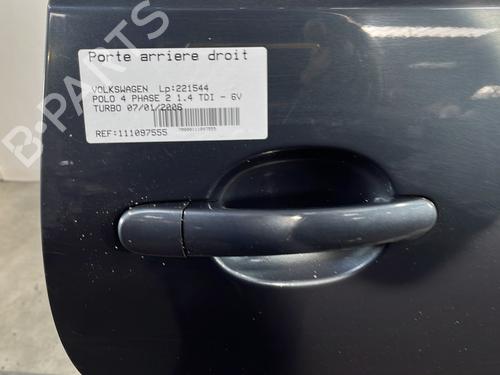 Porte arriere droit
VOLKSWAGEN Lp:221544
POLO 4 PHASE 2 1.4 TDI - 6V
TURBO 07/01/2006
REF:111097555
B-PARTS